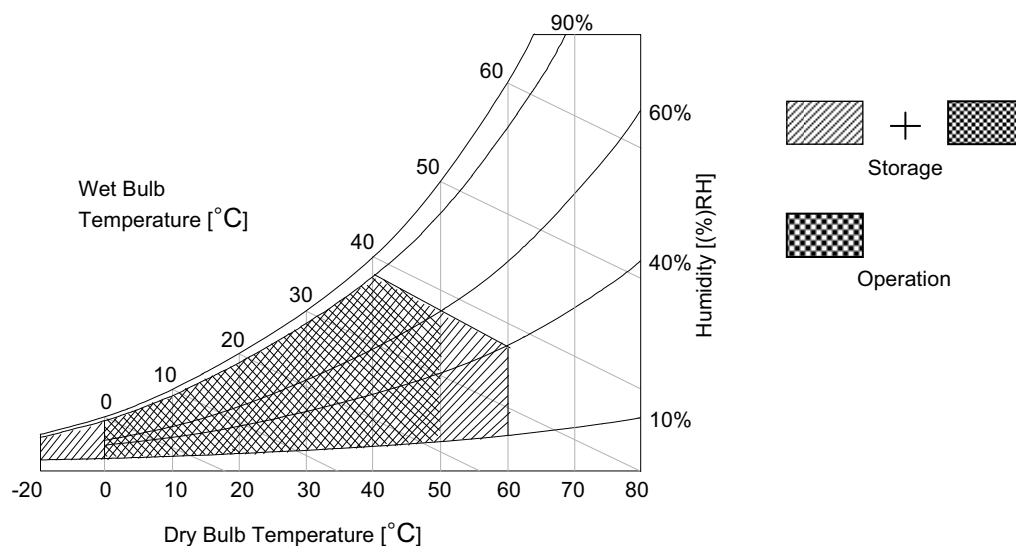 90%
60
60%
50
Wet Bulb
Temperature [°C]
40
30
20
10
0
40%
10%
Humidity [(%)RH]
-20 0 10 20 30 40 50 60 70 80
Dry Bulb Temperature [°C]
+
Storage
Operation